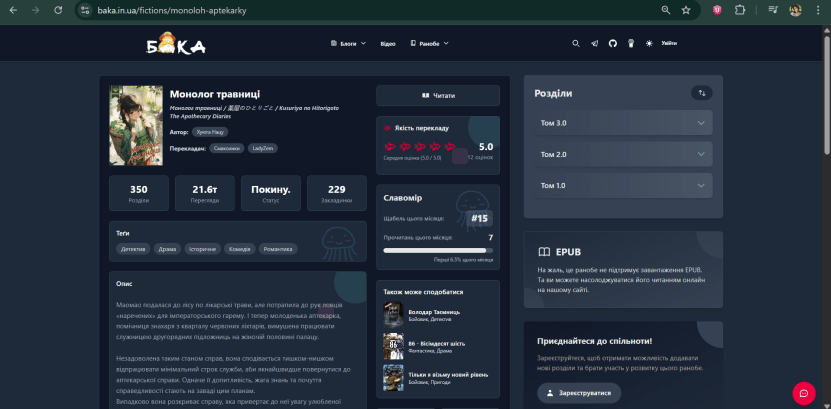 baka.in.ua/fictions/monoloh-aptekarky
БАКА
Блоги
Відео
Ранобе
Увійти
Монолог травниці
Монолог травниці / 薬屋のひとりごと / Kusuriya no Hitorigoto
The Apothecary Diaries
Автор: Хуюґа Нацу
Перекладач: Смаколики LadyZem
350
Розділи
21.6т
Перегляди
Покину.
Статус
229
Закладинки
Теги
Детектив
Драма
Історичне
Комедія
Романтика
Опис
Маомао подалася до лісу по лікарські трави, але потрапила до рук ловців
«наречених» для імператорського гарему. І тепер молоденька аптекарка,
помічниця знахаря з кварталу червоних ліхтарів, вимушена працювати
служницею другорядних підложниць на жіночій половині палацу.
Незадоволена таким станом справ, вона сподівається тишком-нишком
відпрацювати мінімальний строк служби, аби якнайшвидше повернутися до
аптекарської справи. Однак її допитливість, жага знань та почуття
справедливості стають на заваді цим планам.
Випадково вона розкриває справу, яка привертає до неї увагу улюбленої
Читати
Якість перекладу
5.0
Середня оцінка (5.0 / 5.0)
12 оцінок
Славомір
Щабель цього місяця:
#15
Прочитань цього місяця:
7
Перші 6.5% цього місяця
Також може сподобатися
Володар Таємниць
Бойовик, Детектив
86 - Вісімдесят шість
Фантастика, Драма
Тільки я візьму новий рівень
Бойовик, Пригоди
Розділи
Том 3.0
Том 2.0
Том 1.0
EPUB
На жаль, це ранобе не підтримує завантаження EPUB.
Та ви можете насолоджуватися його читанням онлайн
на нашому сайті.
Приєднайтеся до спільноти!
Зареєструйтеся, щоб отримати можливість додавати
нові розділи та брати участь у розвитку цього ранобе.
Зареєструватися